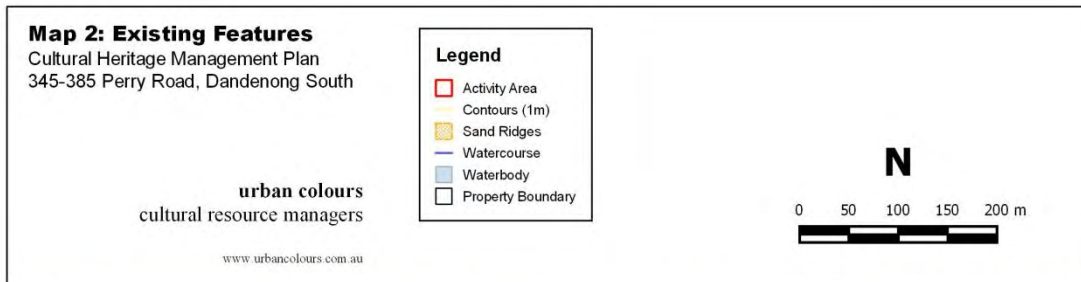 Map 2: Existing Features
Cultural Heritage Management Plan
345-385 Perry Road, Dandenong South
urban colours
cultural resource managers
www.urbancolours.com.au
Legend
Activity Area
Contours (1m)
Sand Ridges
Watercourse
Waterbody
Property Boundary
N
0 50 100 150 200 m